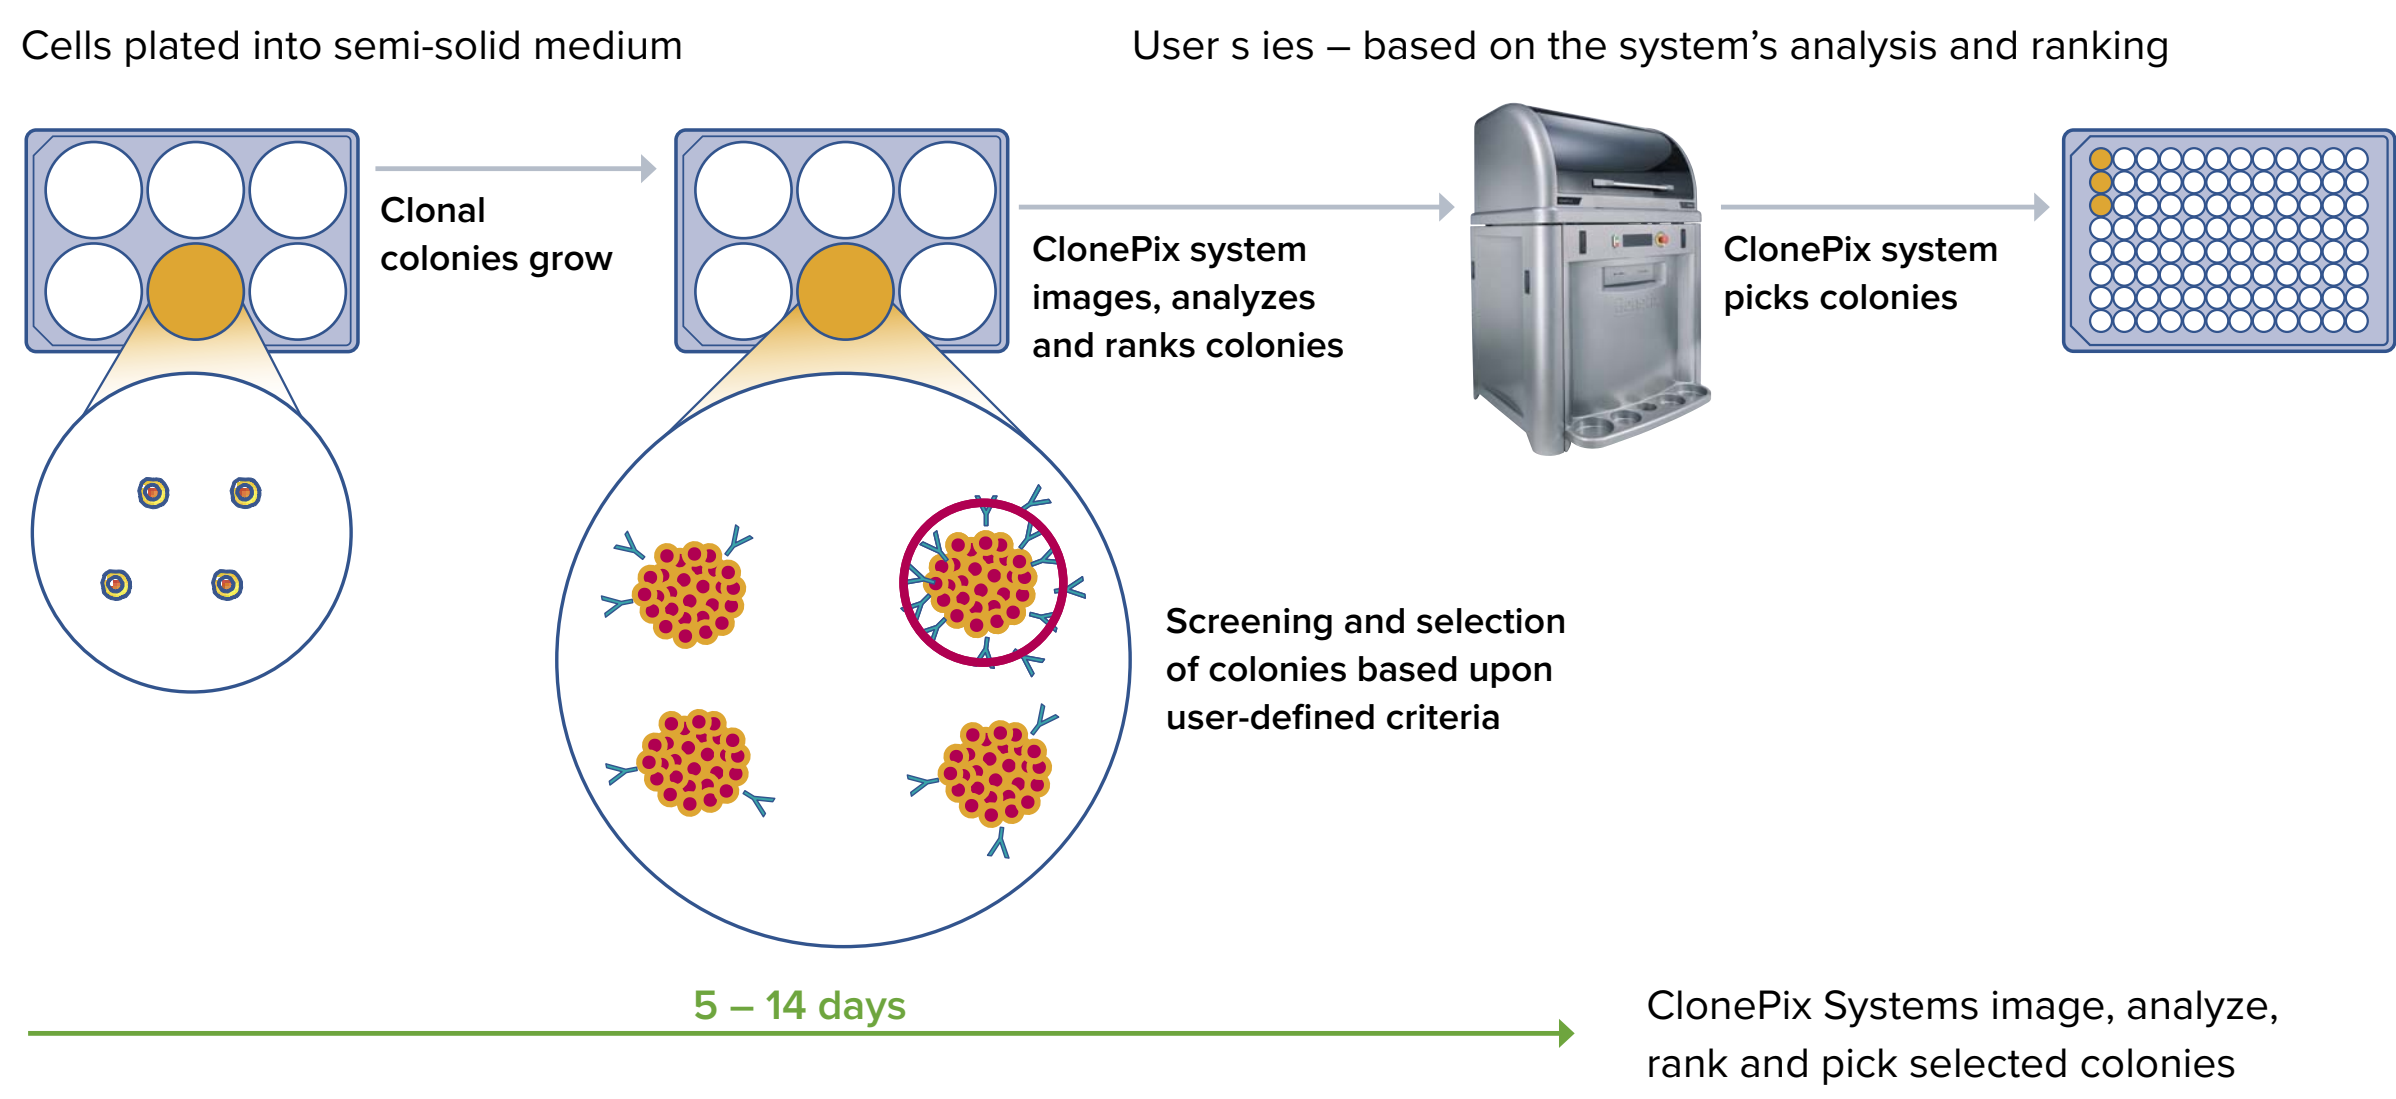 Cells plated into semi-solid medium
User s ies – based on the system’s analysis and ranking
Clonal
colonies grow
ClonePix system
images, analyzes
and ranks colonies
ClonePix system
picks colonies
Screening and selection
of colonies based upon
user-defined criteria
5 – 14 days
ClonePix Systems image, analyze,
rank and pick selected colonies